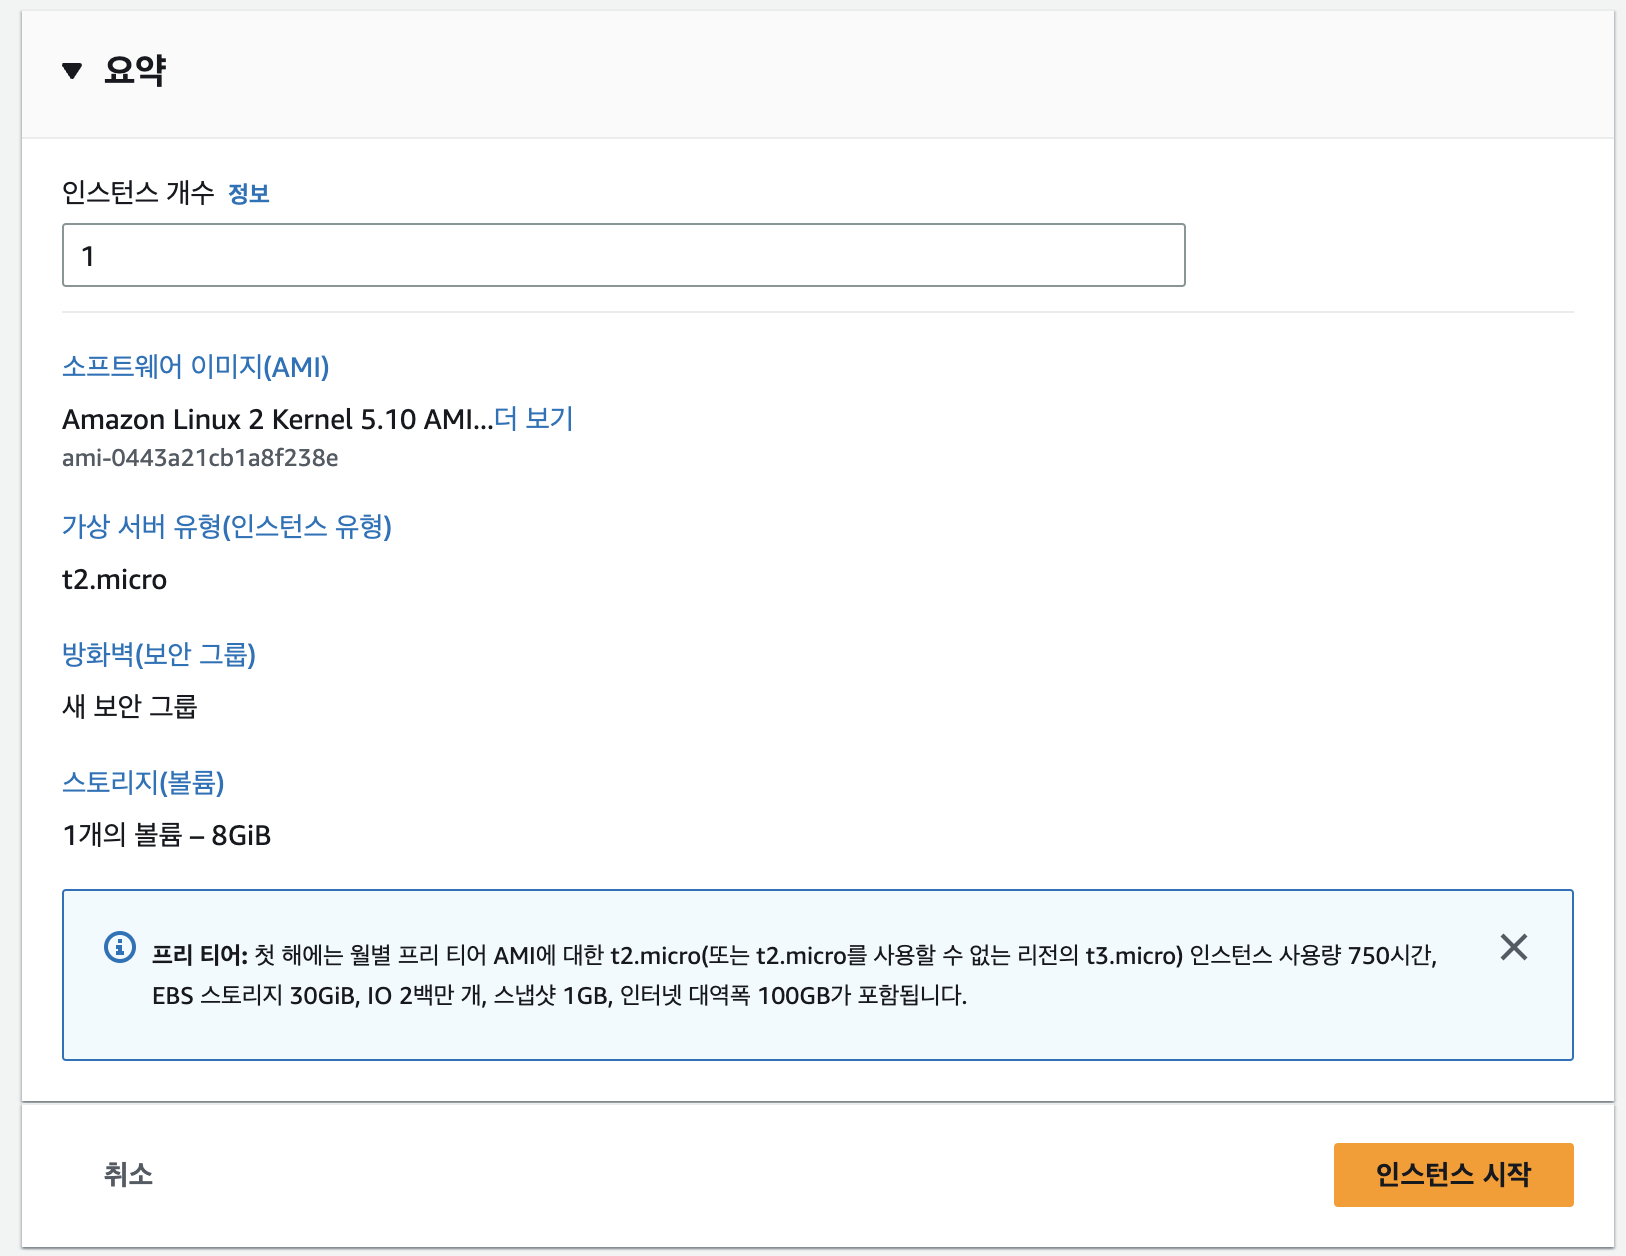 요약
인스턴스 개수 정보
1
소프트웨어 이미지(AMI)
Amazon Linux 2 Kernel 5.10 AMI...더 보기
ami-0443a21cb1a8f238e
가상 서버 유형(인스턴스 유형)
t2.micro
방화벽(보안 그룹)
새 보안 그룹
스토리지(볼륨)
1개의 볼륨 – 8GiB
프리 티어: 첫 해에는 월별 프리 티어 AMI에 대한 t2.micro(또는 t2.micro를 사용할 수 없는 리전의 t3.micro) 인스턴스 사용량 750시간,
EBS 스토리지 30GiB, IO 2백만 개, 스냅샷 1GB, 인터넷 대역폭 100GB가 포함됩니다.
취소
인스턴스 시작